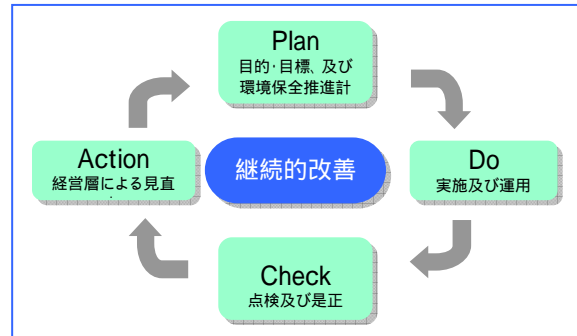 Plan
目的･目標、及び
環境保全推進計
Action
経営層による見直
継続的改善
Do
実施及び運用
Check
点検及び是正